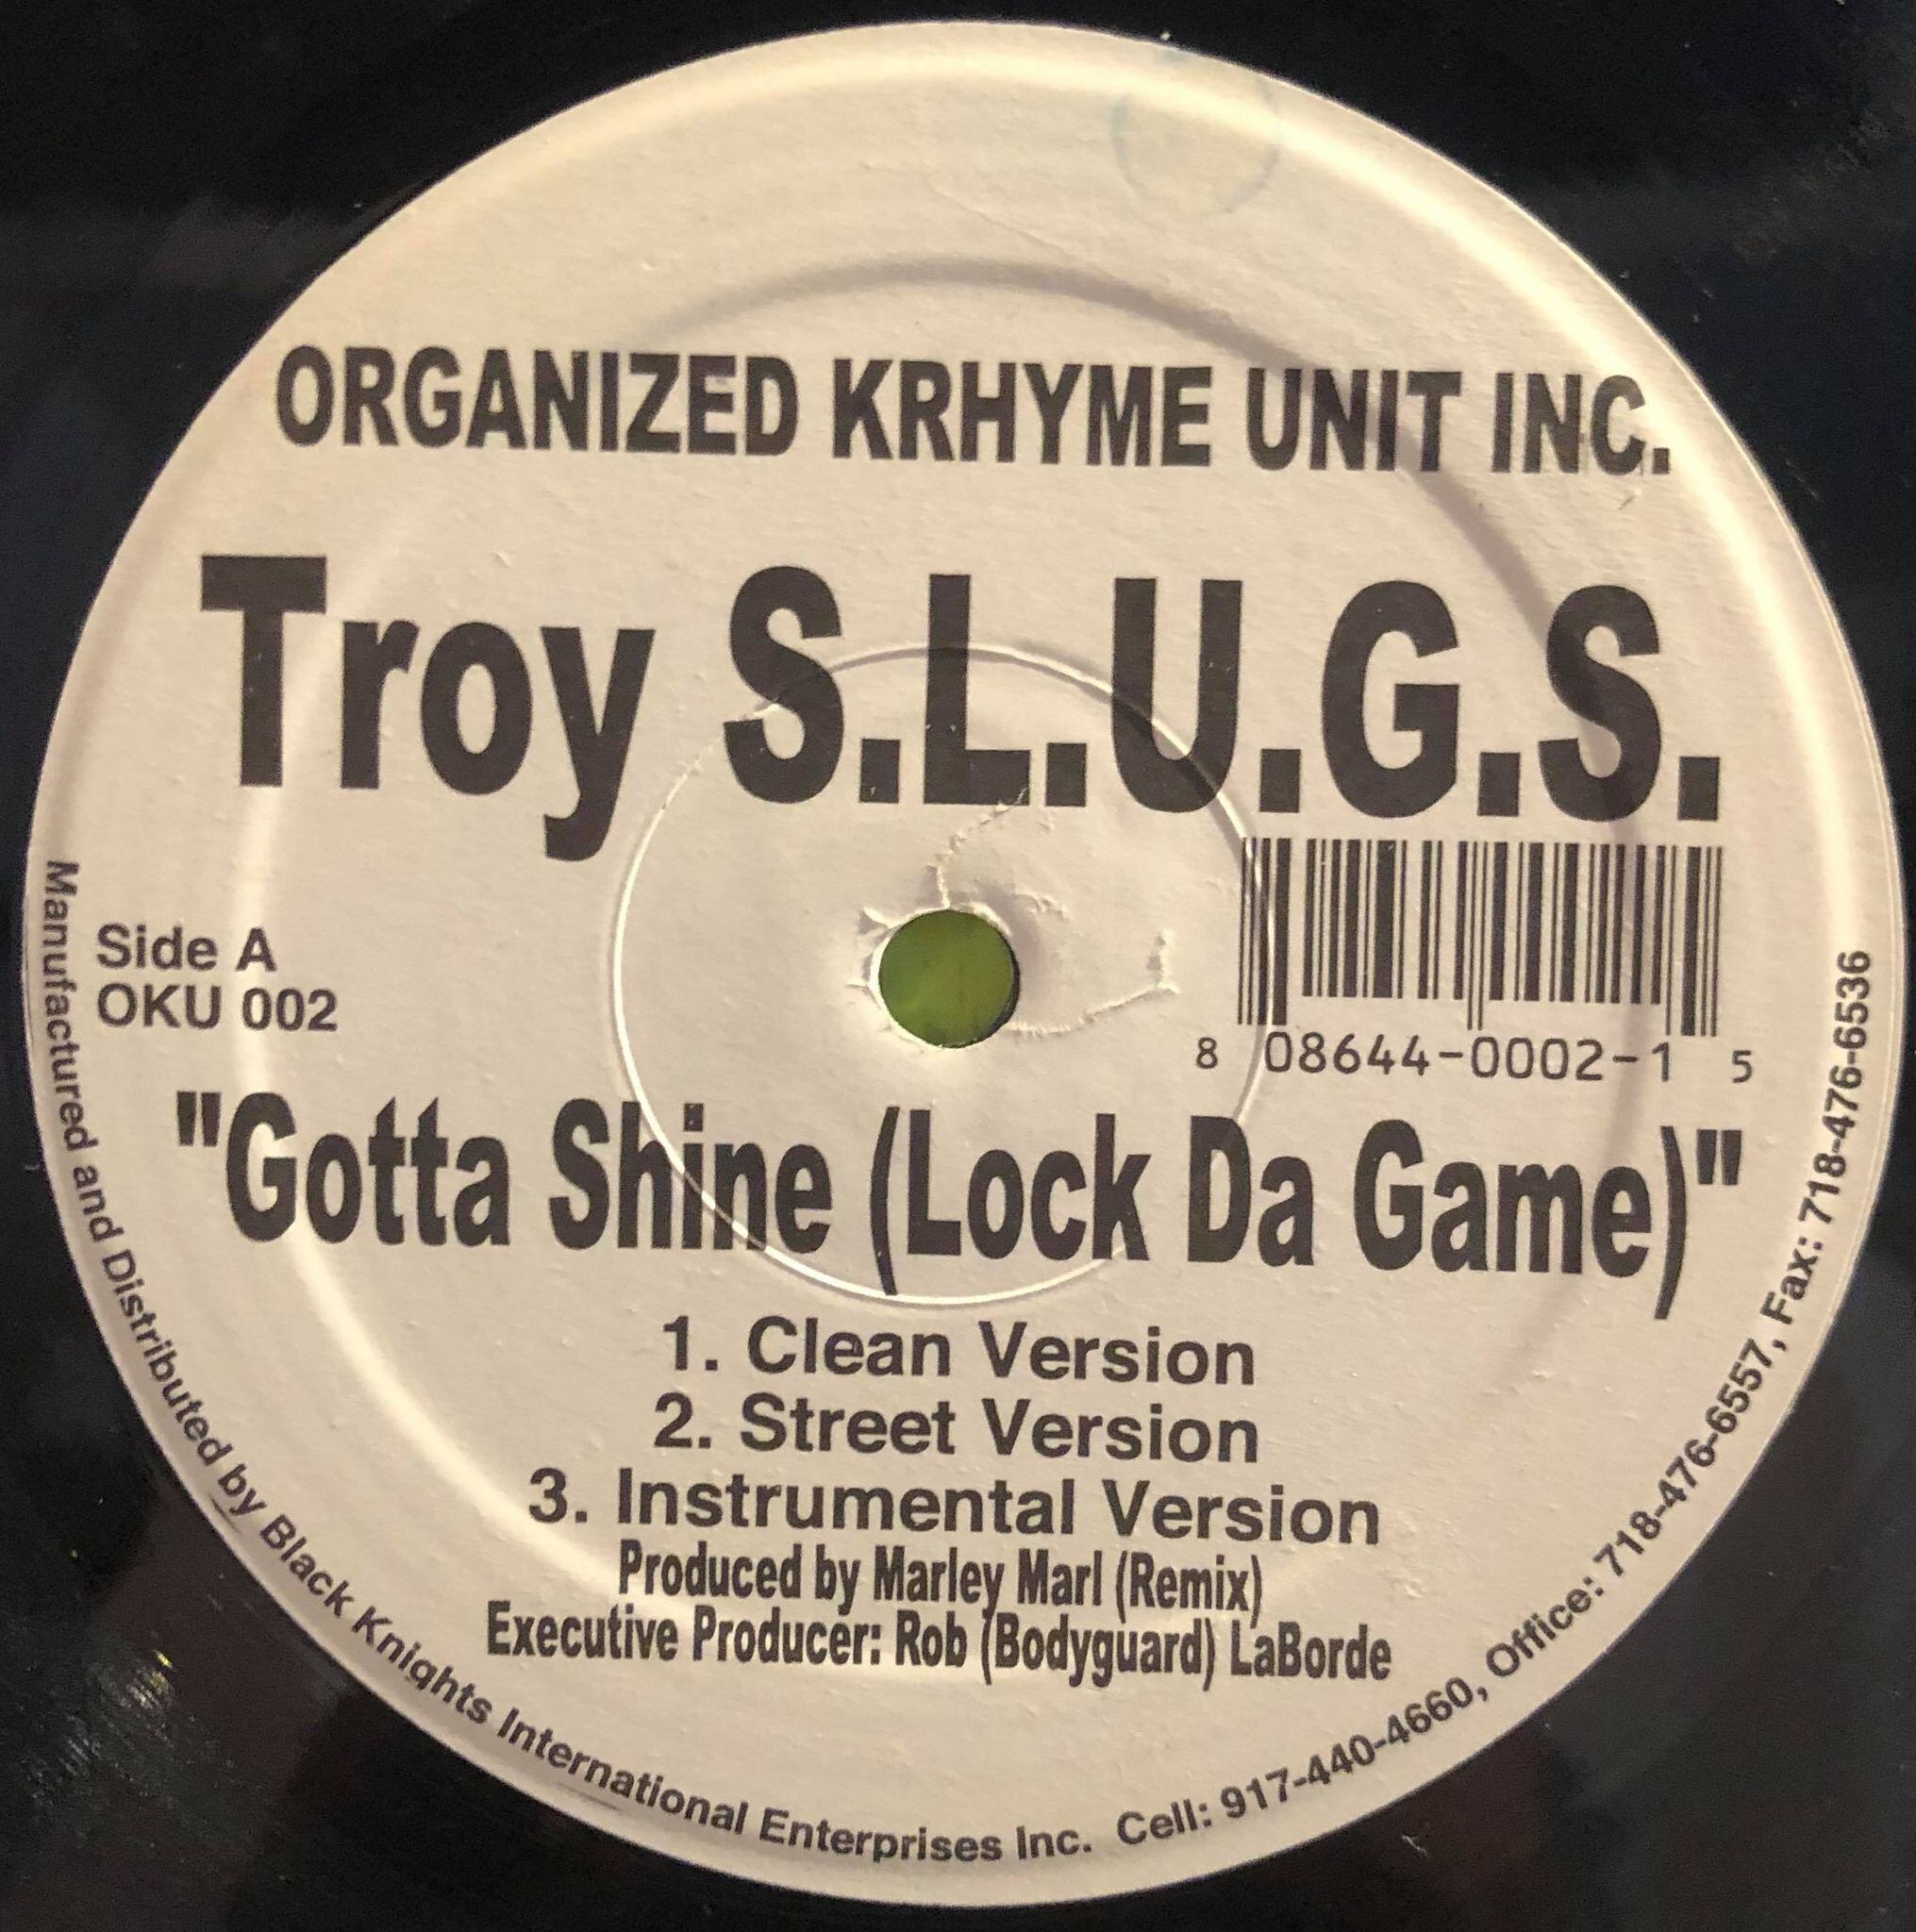 ORGANIZED KRHYME UNIT INC.
Troy S.L.U.G.S.
Side A
OKU 002
8 08644-0002-1 5
"Gotta Shine (Lock Da Game)"
1. Clean Version
2. Street Version
3. Instrumental Version
Produced by Marley Marl (Remix)
Executive Producer: Rob (Bodyguard) LaBorde
Manufactured and Distributed by Black Knights International Enterprises Inc. Cell: 917-440-4660, Office: 718-476-6557, Fax: 718-476-6536